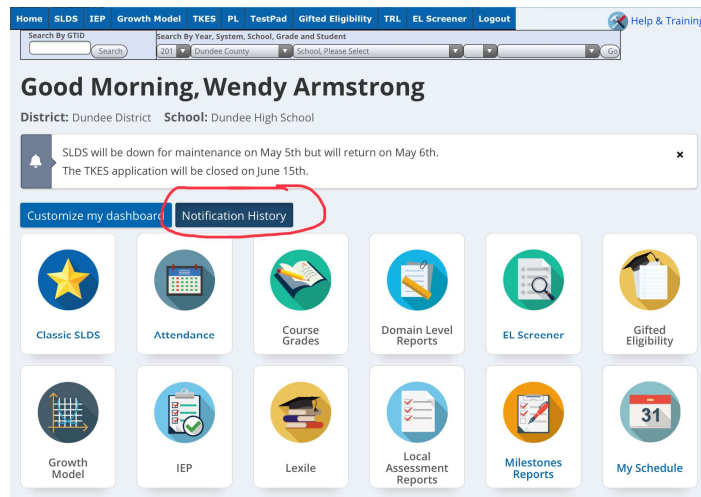 Home SLDS IEP Growth Model TKES PL TestPad Gifted Eligibility TRL EL Screener Logout
Help & Training
Search By GTID
Search By Year, System, School, Grade and Student
Search
201 Dundee County School, Please Select Go
Good Morning, Wendy Armstrong
District: Dundee District School: Dundee High School
SLDS will be down for maintenance on May 5th but will return on May 6th.
×
The TKES application will be closed on June 15th.
Customize my dashboard Notification History
Classic SLDS
Attendance
Course
Grades
Domain Level
Reports
EL Screener
Gifted
Eligibility
Growth
Model
IEP
Lexile
Local
Assessment
Reports
Milestones
Reports
31
My Schedule